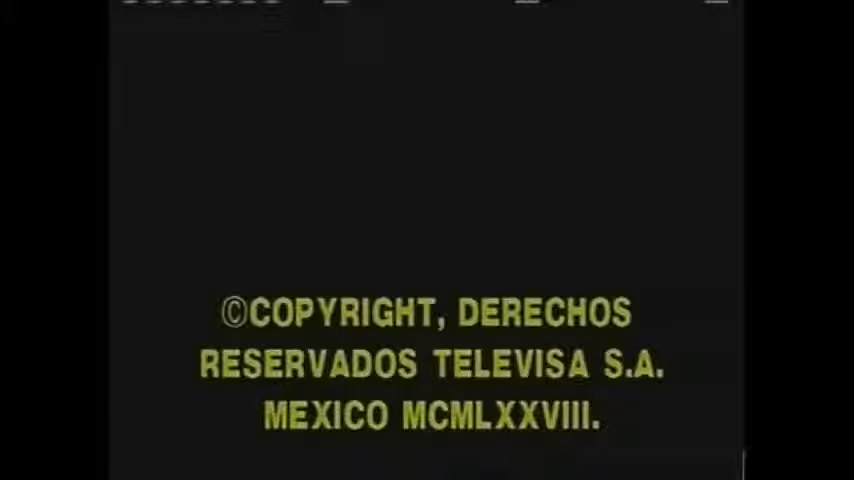 ©COPYRIGHT, DERECHOS
RESERVADOS TELEVISA S.A.
MEXICO MCMLXXVIII.